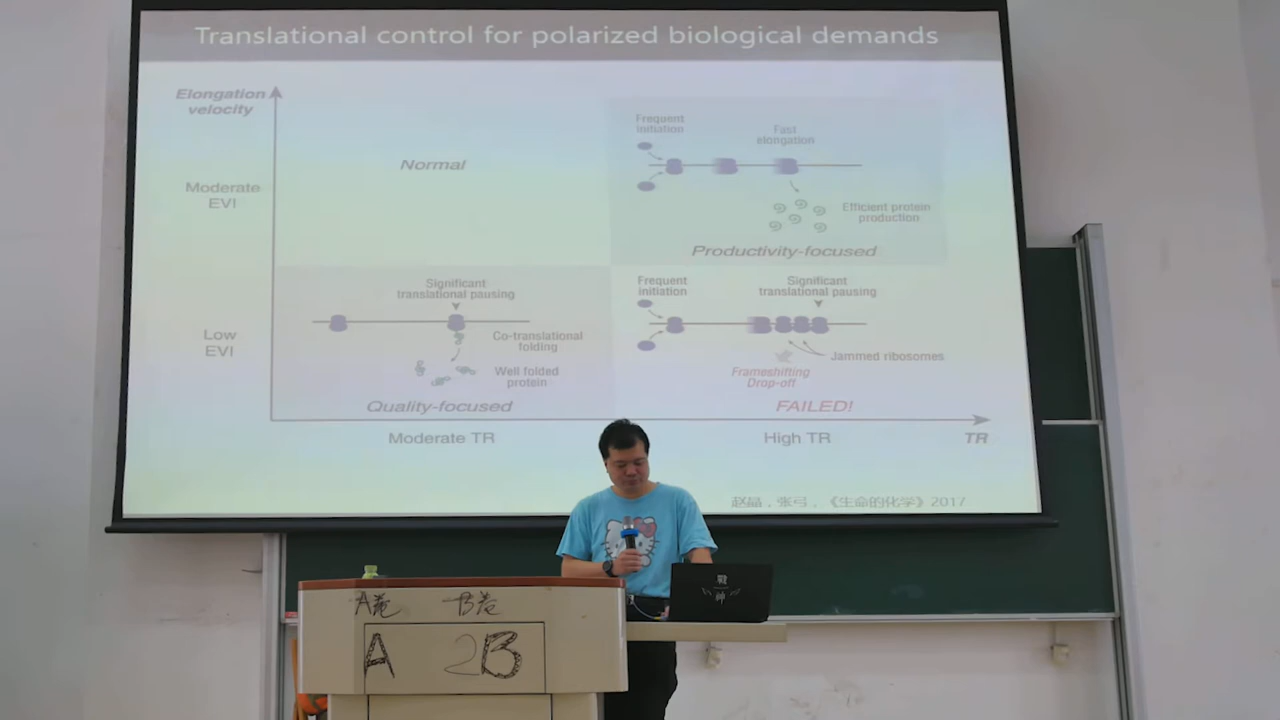 Translational control for polarized biological demands
Elongation
velocity
Moderate
EVI
Low
EVI
Normal
Frequent
initiation
Fast
elongation
Efficient protein
production
Productivity-focused
Significant
translational pausing
Co-translational
folding
Well folded
protein
Quality-focused
Frequent
initiation
Significant
translational pausing
Jammed ribosomes
Frameshifting
Drop-off
FAILED!
Moderate TR
High TR
TR
赵晶，张弓，《生命的化学》2017
A卷
B卷
A
2B